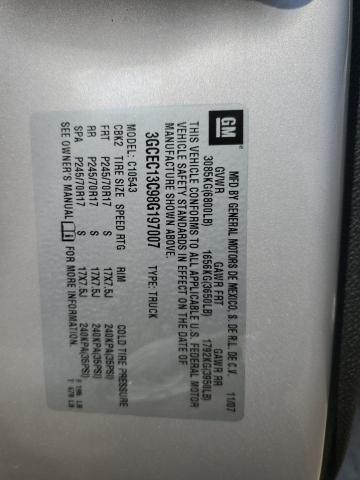 GM
MFD BY GENERAL MOTORS DE MEXICO, S. DE R.L. DE C.V. 11/07
GVWR GAWR FRT GAWR RR
3085KG(6800LB) 1656KG(3650LB) 1792KG(3950LB)
THIS VEHICLE CONFORMS TO ALL APPLICABLE U.S. FEDERAL MOTOR
VEHICLE SAFETY STANDARDS IN EFFECT ON THE DATE OF
MANUFACTURE SHOWN ABOVE.
3GCEC13C98G197007 TYPE: TRUCK
MODEL: C10543
CBK2 TIRE SIZE SPEED RTG RIM COLD TIRE PRESSURE
FRT P245/70R17 S 17X7.5J 240KPA(35PSI)
RR P245/70R17 S 17X7.5J 240KPA(35PSI)
SPA P245/70R17 S 17X7.5J 240KPA(35PSI)
SEE OWNER'S MANUAL FOR MORE INFORMATION.